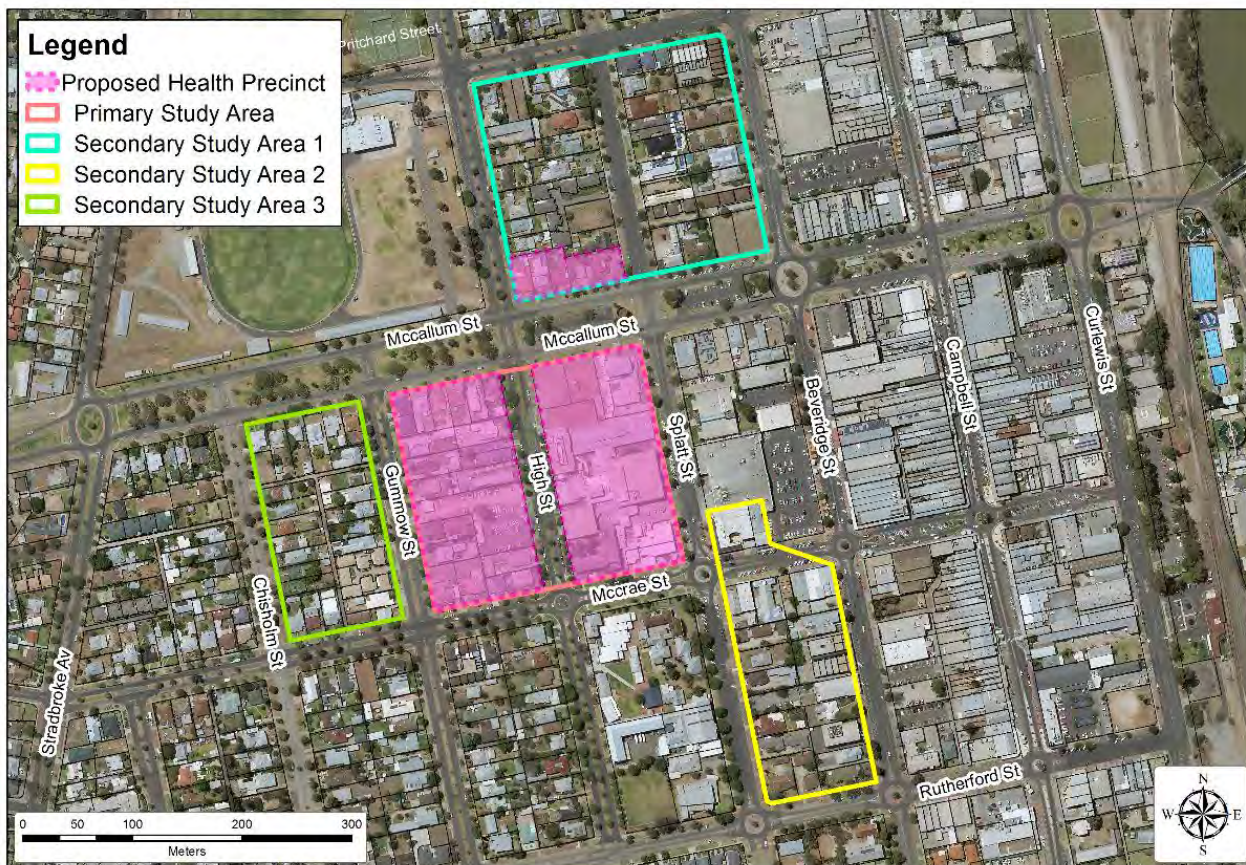 Legend
Proposed Health Precinct
Primary Study Area
Secondary Study Area 1
Secondary Study Area 2
Secondary Study Area 3
Pritchard Street
Mccallum St
Mccallum St
Curlewis St
Campbell St
Beveridge St
Splatt St
High St
Gummow St
Mccrae St
Chisholm St
Stradbroke Av
Rutherford St
0 50 100 200 300
Meters
N
W E
S